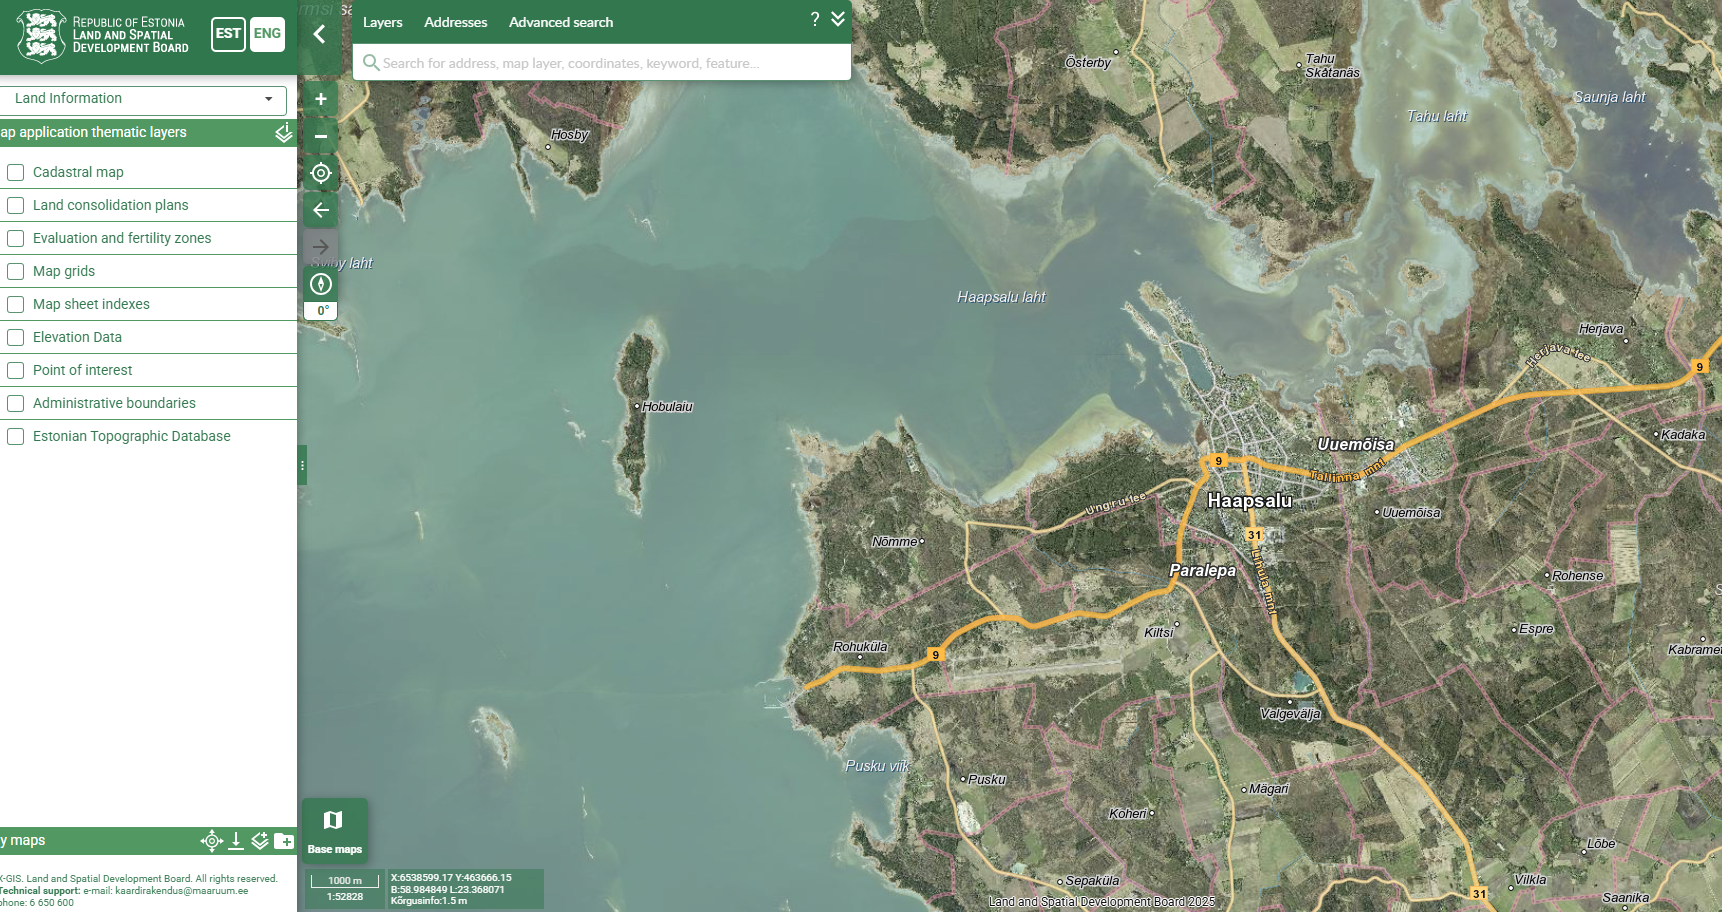 REPUBLIC OF ESTONIA
LAND AND SPATIAL
DEVELOPMENT BOARD
EST
ENG
Land Information
ap application thematic layers
Cadastral map
Land consolidation plans
Evaluation and fertility zones
Map grids
Map sheet indexes
Elevation Data
Point of interest
Administrative boundaries
Estonian Topographic Database
y maps
X-GIS. Land and Spatial Development Board. All rights reserved.
Technical support: e-mail: kaardirakendus@maaruum.ee
phone: 6 650 600
Layers
Addresses
Advanced search
?
Search for address, map layer, coordinates, keyword, feature...
+
−
0°
Österby
Tahu
Skåtanäs
Saunja laht
Tahu laht
Hosby
laht
Haapsalu laht
Herjava
Herjava tee
9
Hobulaiu
Kadaka
Uuemõisa
Tallinna mnt
9
Haapsalu
Ungru tee
Uuemõisa
31
Nõmme
Paralepa
Lihula mnt
Rohense
Kiltsi
Espre
Rohuküla
9
Valgevälja
Pusku viik
Pusku
Mägari
Koheri
Lõbe
Sepaküla
Vilkla
31
Saanika
Base maps
1000 m
1:52828
X:6538599.17 Y:463666.15
B:58.984849 L:23.368071
Kõrgusinfo:1.5 m
Land and Spatial Development Board 2025